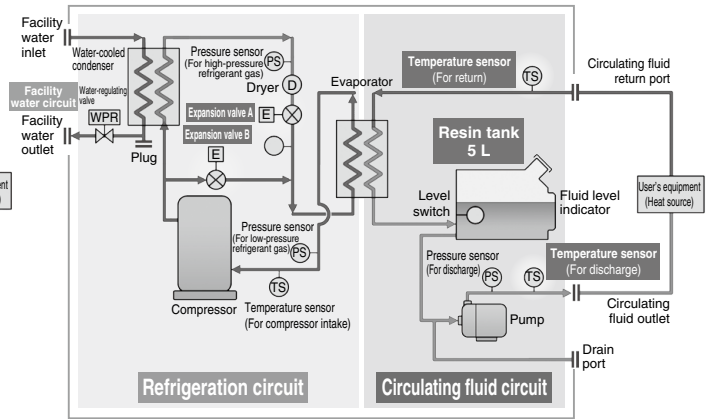 Facility
water
inlet
Water-cooled
condenser
Pressure sensor
(For high-pressure
refrigerant gas)
PS
Dryer
D
Facility
water circuit
Water-regulating
valve
WPR
Facility
water
outlet
Plug
Expansion valve A
E
Expansion valve B
E
Evaporator
Temperature sensor
(For return)
TS
Circulating fluid
return port
Resin tank
5 L
Level
switch
Fluid level
indicator
User's equipment
(Heat source)
Pressure sensor
(For low-pressure
refrigerant gas)
PS
TS
Compressor
Temperature sensor
(For compressor intake)
Pressure sensor
(For discharge)
PS
TS
Temperature sensor
(For discharge)
Pump
Circulating
fluid outlet
Drain
port
Refrigeration circuit
Circulating fluid circuit